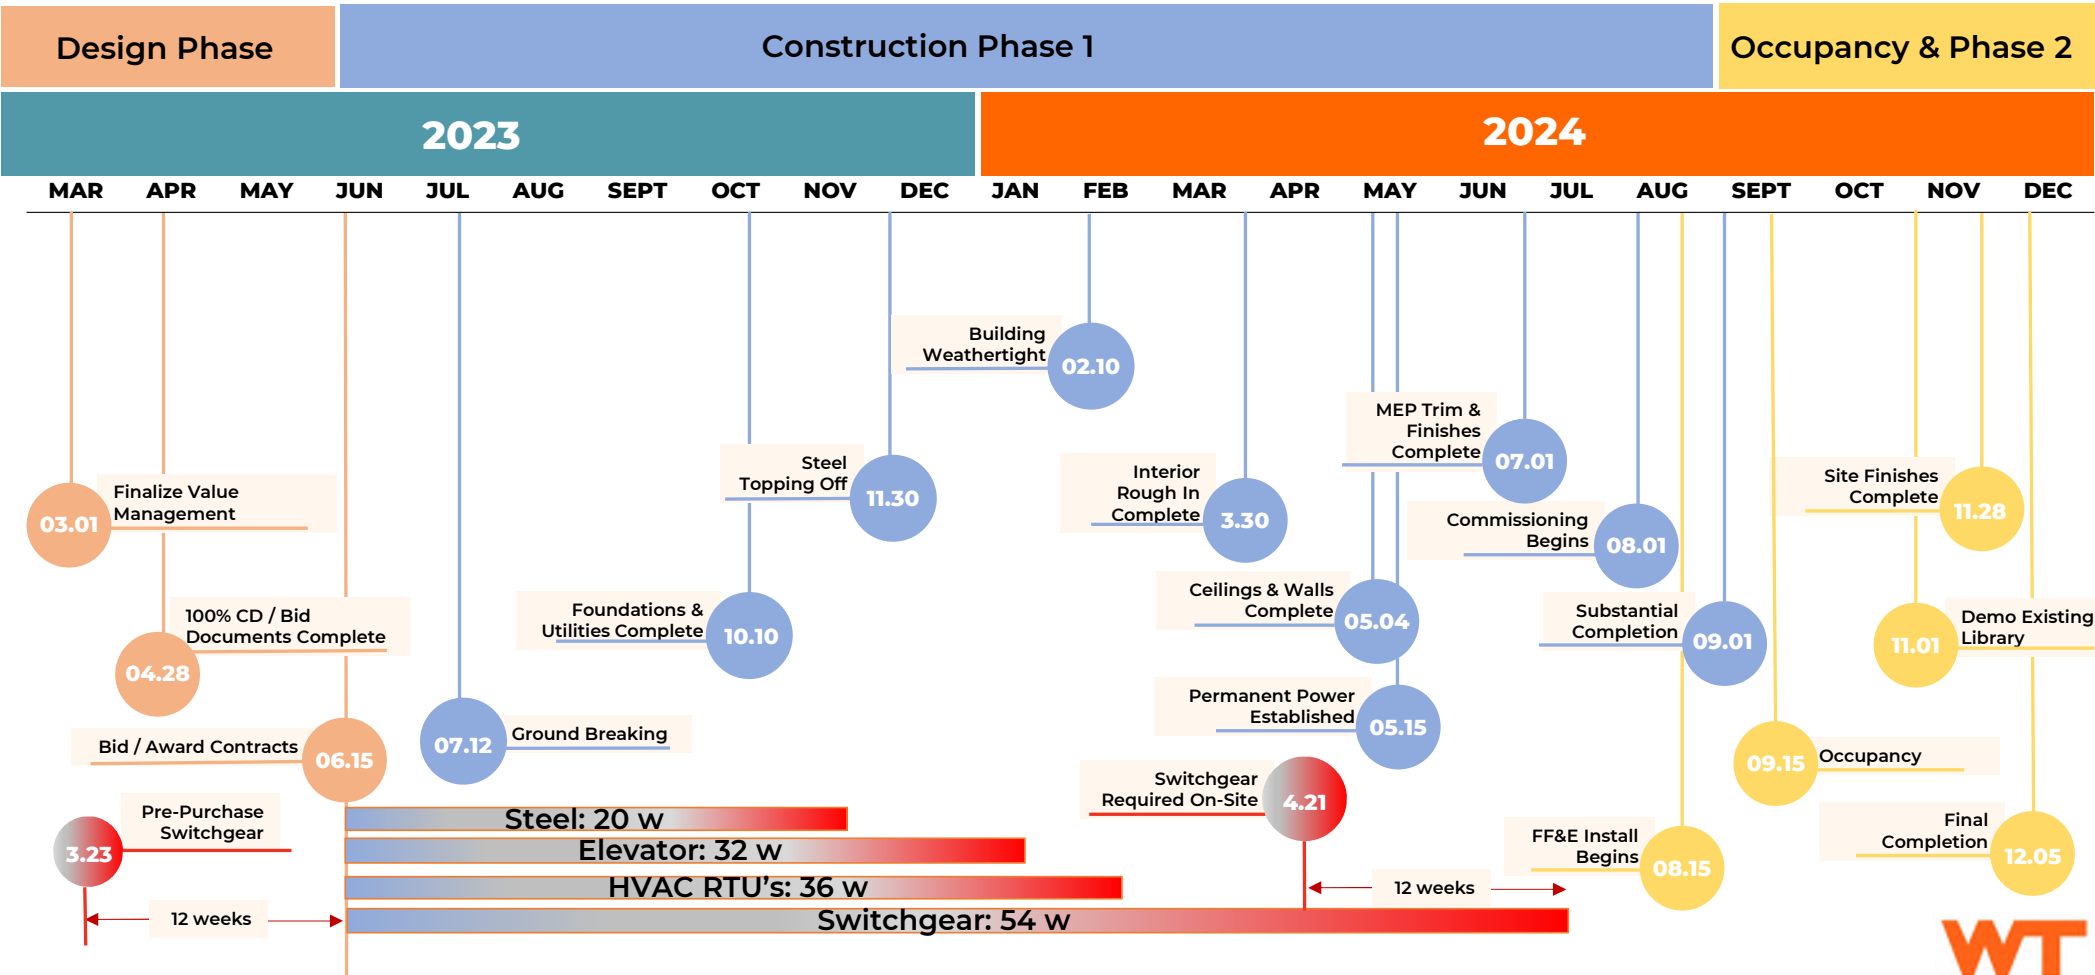 Design Phase
Construction Phase 1
Occupancy & Phase 2
2023
2024
MAR APR MAY JUN JUL AUG SEPT OCT NOV DEC JAN FEB MAR APR MAY JUN JUL AUG SEPT OCT NOV DEC
03.01
Finalize Value
Management
04.28
100% CD / Bid
Documents Complete
Bid / Award Contracts
06.15
Pre-Purchase
Switchgear
3.23
12 weeks
07.12
Ground Breaking
Foundations &
Utilities Complete
10.10
Steel
Topping Off
11.30
Building
Weathertight
02.10
Interior
Rough In
Complete
3.30
Ceilings & Walls
Complete
05.04
Permanent Power
Established
05.15
Switchgear
Required On-Site
4.21
12 weeks
MEP Trim &
Finishes
Complete
07.01
Commissioning
Begins
08.01
Substantial
Completion
09.01
FF&E Install
Begins
08.15
09.15
Occupancy
Site Finishes
Complete
11.28
11.01
Demo Existing
Library
Final
Completion
12.05
Steel: 20 w
Elevator: 32 w
HVAC RTU's: 36 w
Switchgear: 54 w
WT